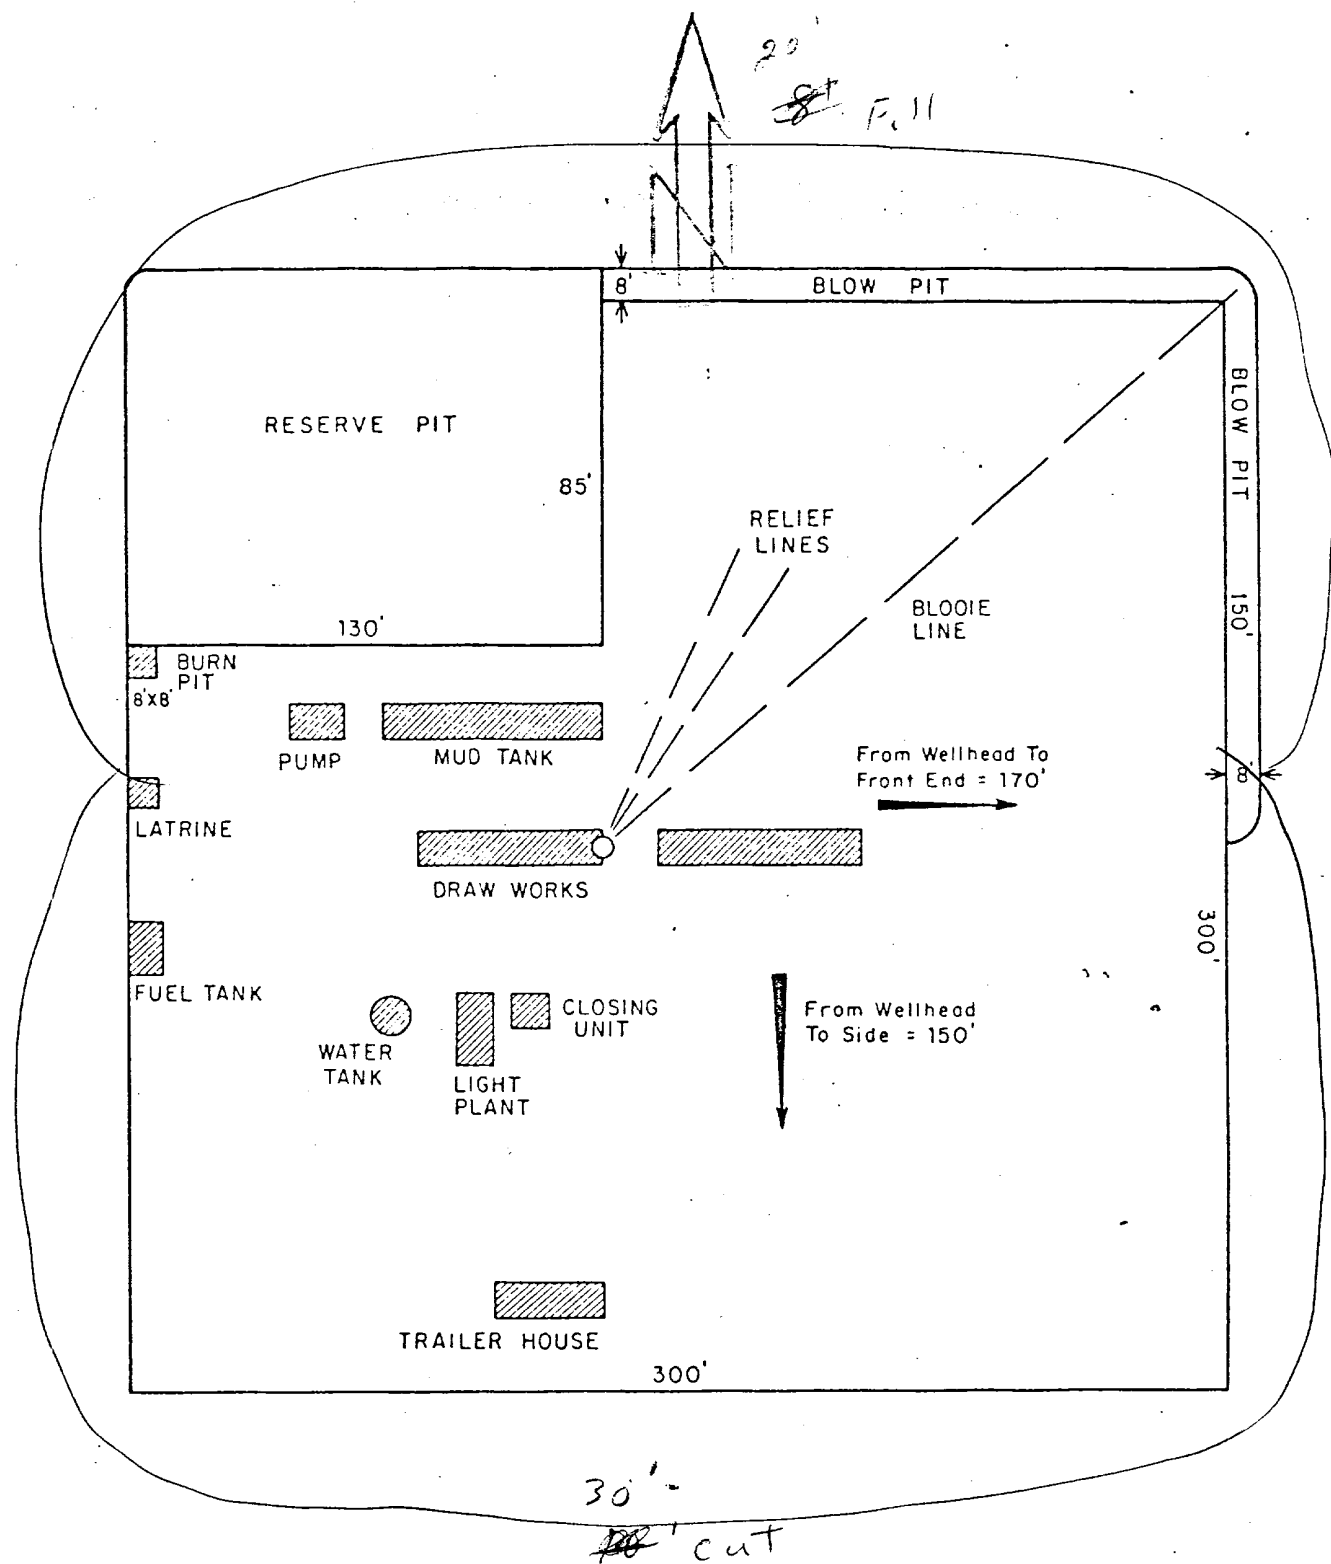 20'
8'
Fill
8'
BLOW PIT
BLOW PIT
150'
RESERVE PIT
85'
RELIEF
LINES
BLOOIE
LINE
130'
BURN
PIT
8'X8'
PUMP
MUD TANK
From Wellhead To
Front End = 170'
8'
LATRINE
DRAW WORKS
300'
FUEL TANK
CLOSING
UNIT
From Wellhead
To Side = 150'
WATER
TANK
LIGHT
PLANT
TRAILER HOUSE
300'
30'-
' cut